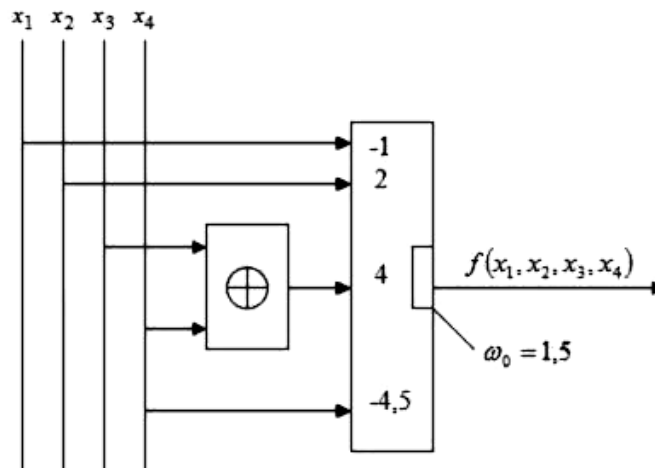 x₁ x₂ x₃ x₄
-1
2
4
f(x₁, x₂, x₃, x₄)
ω₀ = 1,5
-4,5